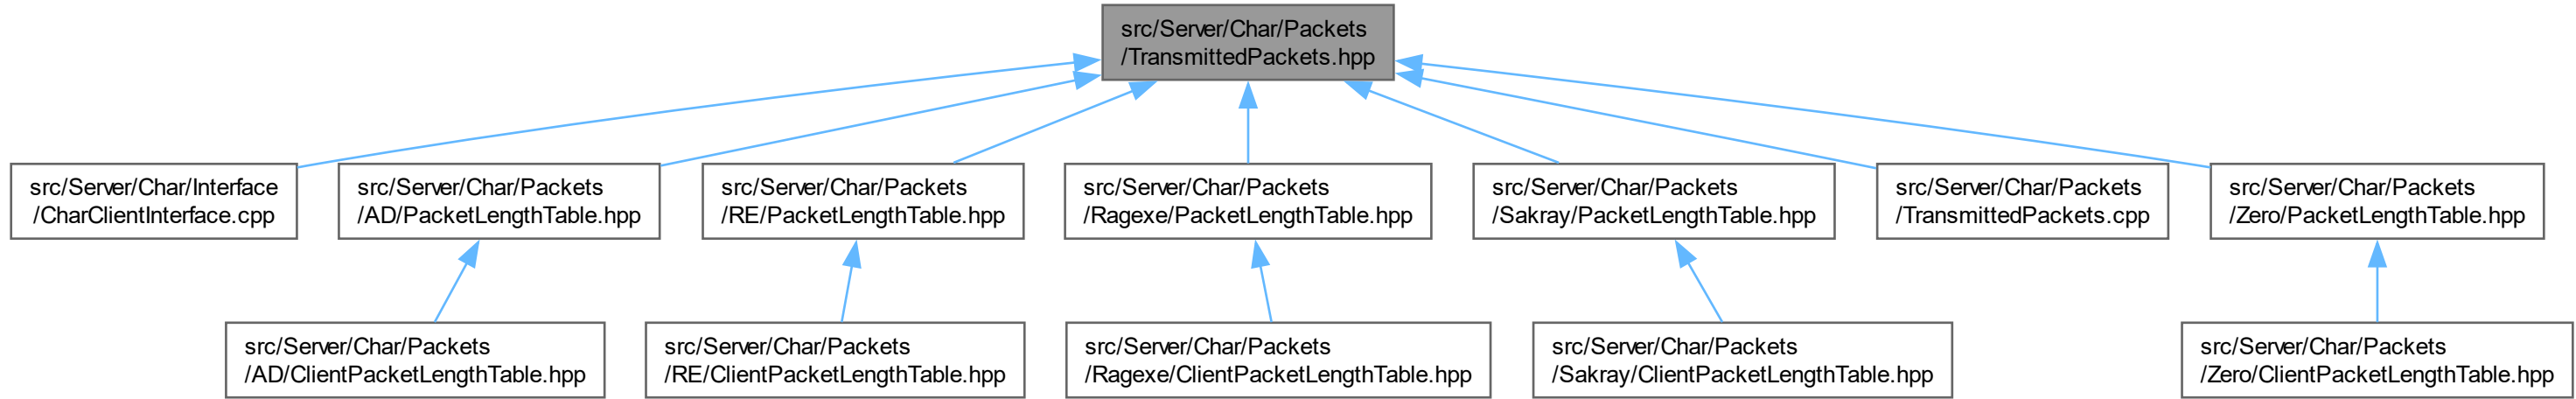 src/Server/Char/Packets
/TransmittedPackets.hpp
src/Server/Char/Interface
/CharClientInterface.cpp
src/Server/Char/Packets
/AD/PacketLengthTable.hpp
src/Server/Char/Packets
/RE/PacketLengthTable.hpp
src/Server/Char/Packets
/Ragexe/PacketLengthTable.hpp
src/Server/Char/Packets
/Sakray/PacketLengthTable.hpp
src/Server/Char/Packets
/TransmittedPackets.cpp
src/Server/Char/Packets
/Zero/PacketLengthTable.hpp
src/Server/Char/Packets
/AD/ClientPacketLengthTable.hpp
src/Server/Char/Packets
/RE/ClientPacketLengthTable.hpp
src/Server/Char/Packets
/Ragexe/ClientPacketLengthTable.hpp
src/Server/Char/Packets
/Sakray/ClientPacketLengthTable.hpp
src/Server/Char/Packets
/Zero/ClientPacketLengthTable.hpp